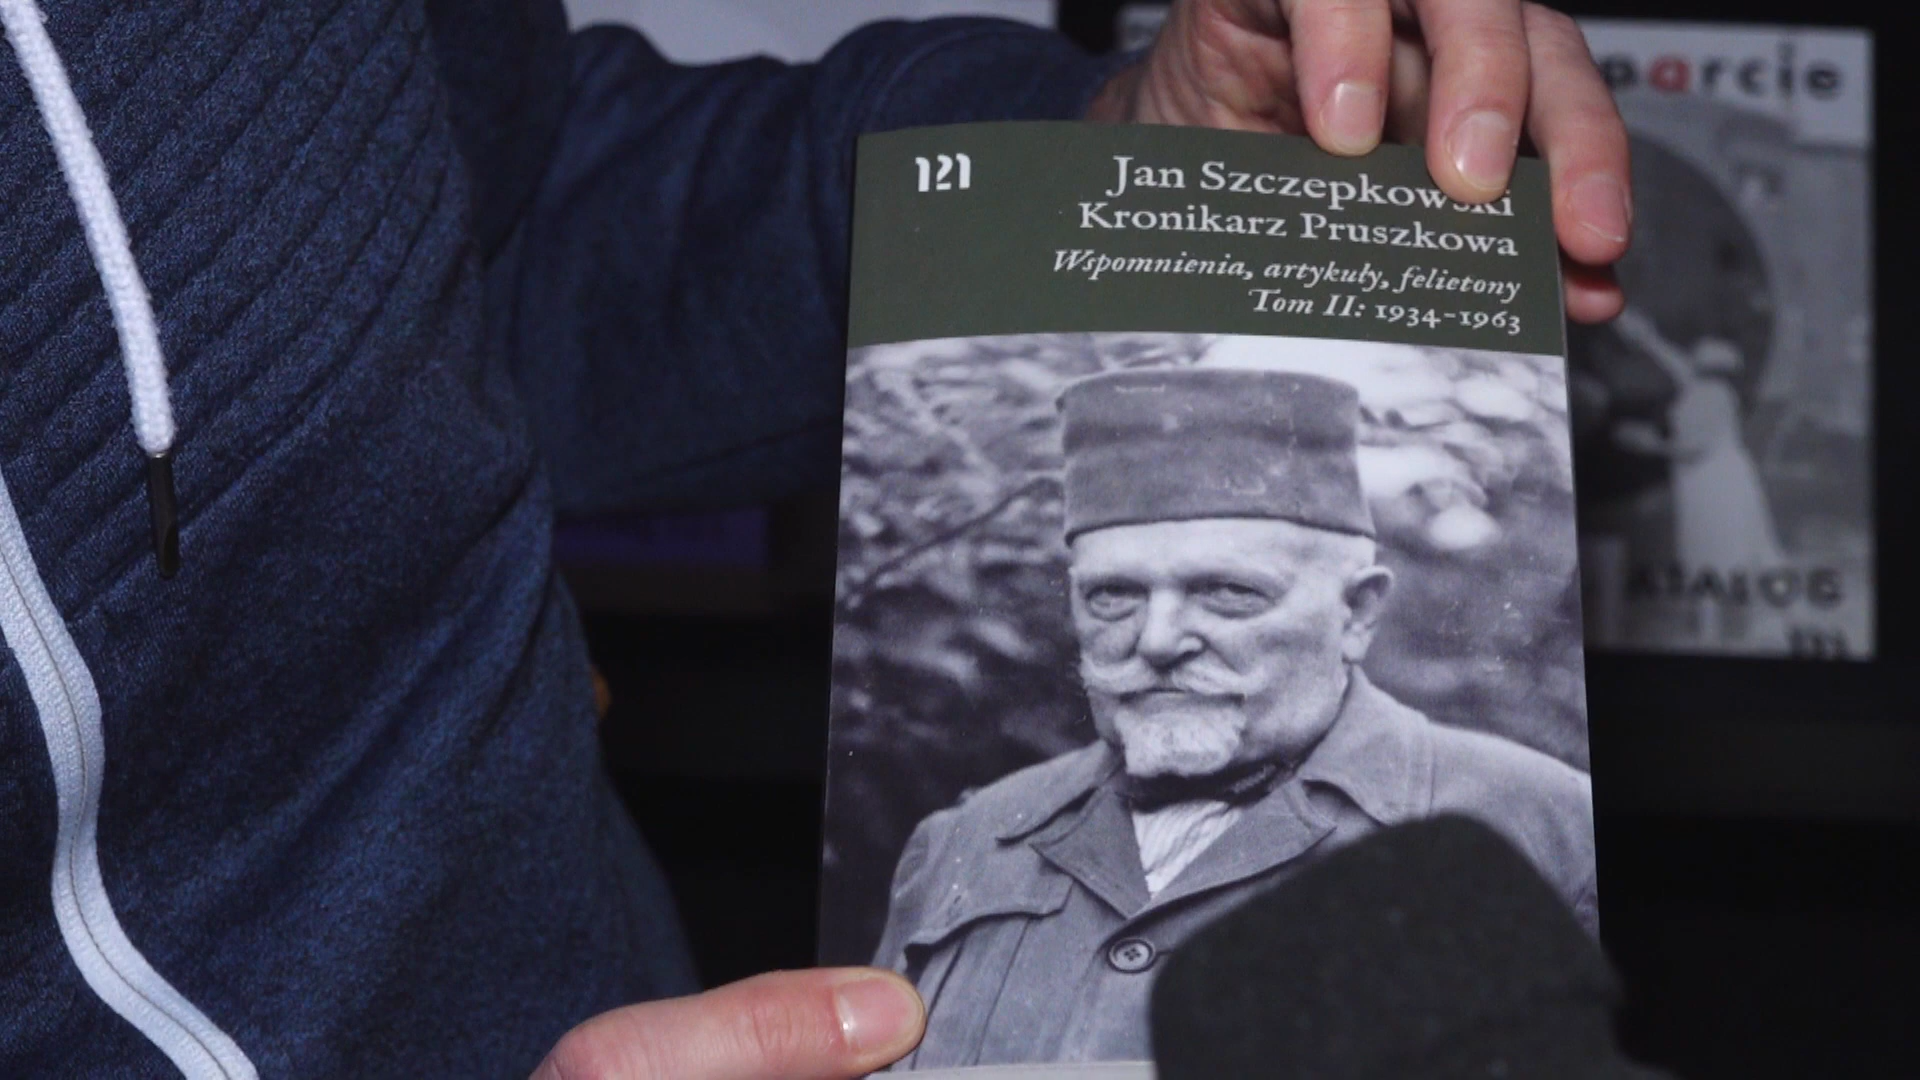 121
Jan Szczepkowski
Kronikarz Pruszkowa
Wspomnienia, artykuły, felietony
Tom II: 1934-1963
parcie